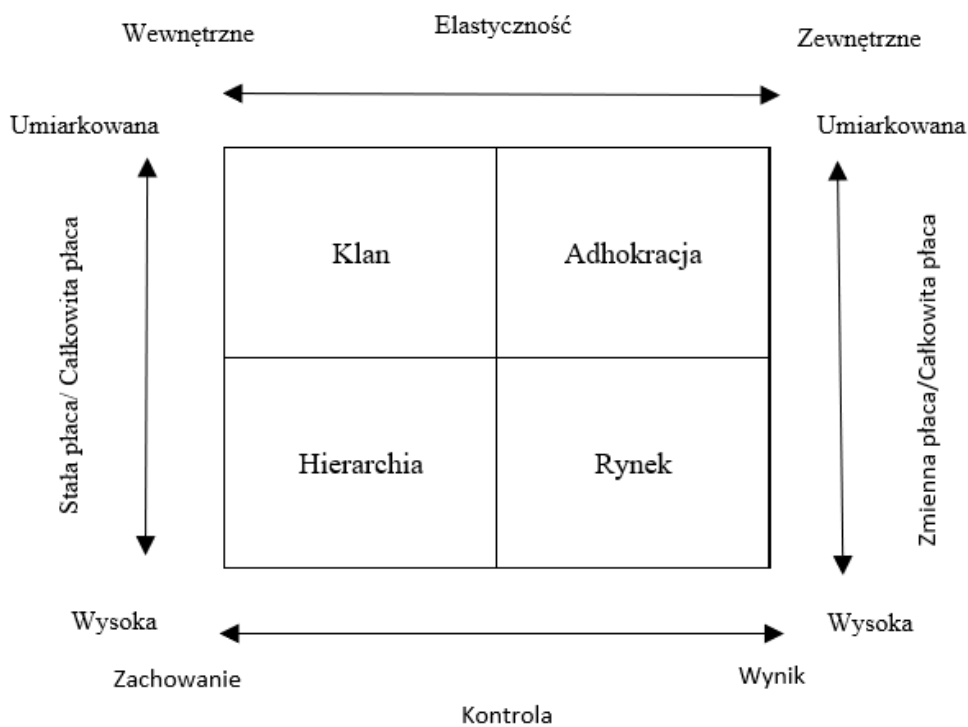 Elastyczność
Wewnętrzne
Zewnętrzne
Umiarkowana
Umiarkowana
Stała płaca/ Całkowita płaca
Klan
Adhokracja
Zmienna płaca/Całkowita płaca
Hierarchia
Rynek
Wysoka
Wysoka
Zachowanie
Wynik
Kontrola